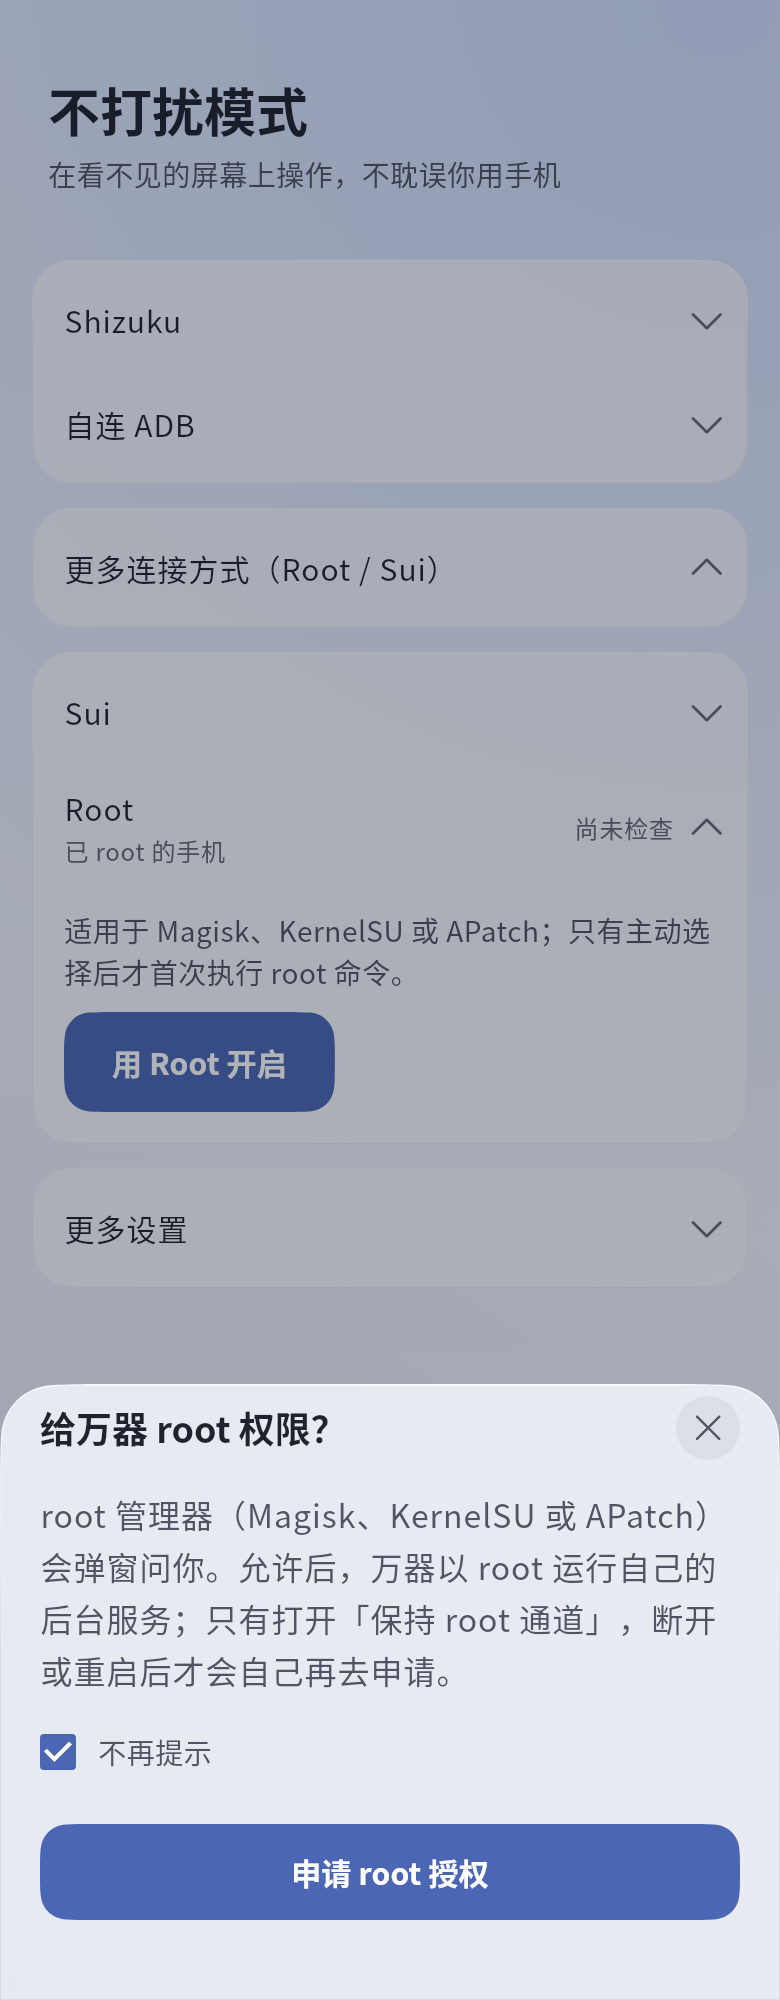 不打扰模式
在看不见的屏幕上操作，不耽误你用手机
Shizuku
自连 ADB
更多连接方式（Root / Sui）
Sui
Root
已 root 的手机
尚未检查
适用于 Magisk、KernelSU 或 APatch；只有主动选
择后才首次执行 root 命令。
用 Root 开启
更多设置
给万器 root 权限？
root 管理器（Magisk、KernelSU 或 APatch）
会弹窗问你。允许后，万器以 root 运行自己的
后台服务；只有打开「保持 root 通道」，断开
或重启后才会自己再去申请。
不再提示
申请 root 授权